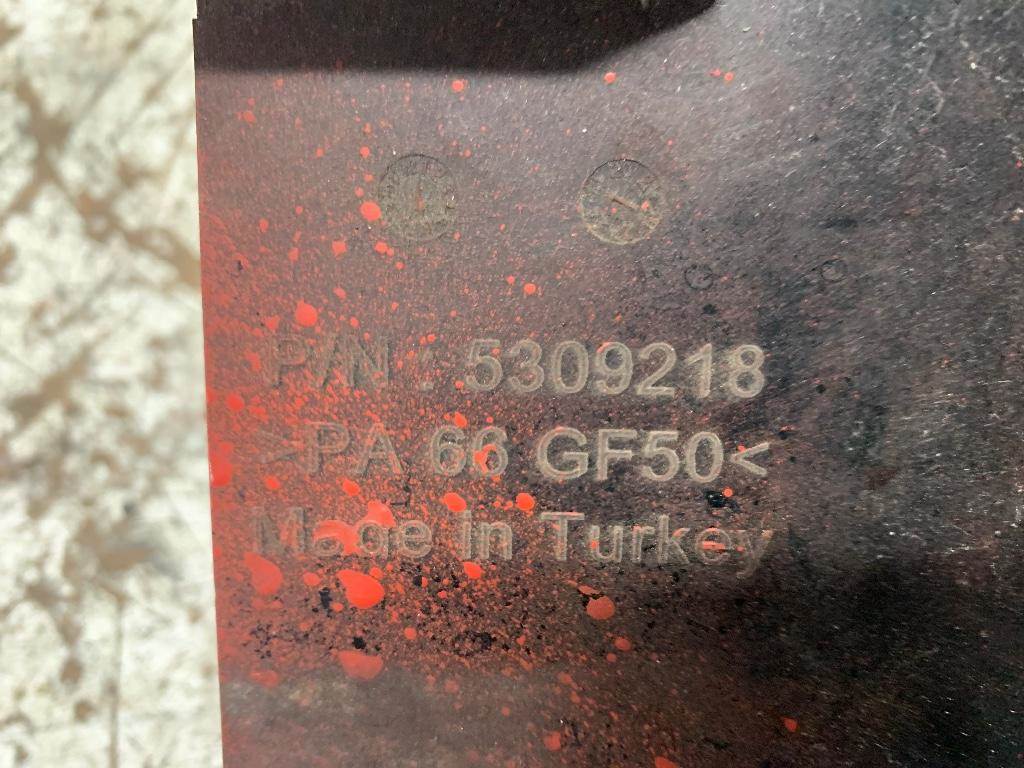 P/N : 5309218
>PA 66 GF50<
Made in Turkey